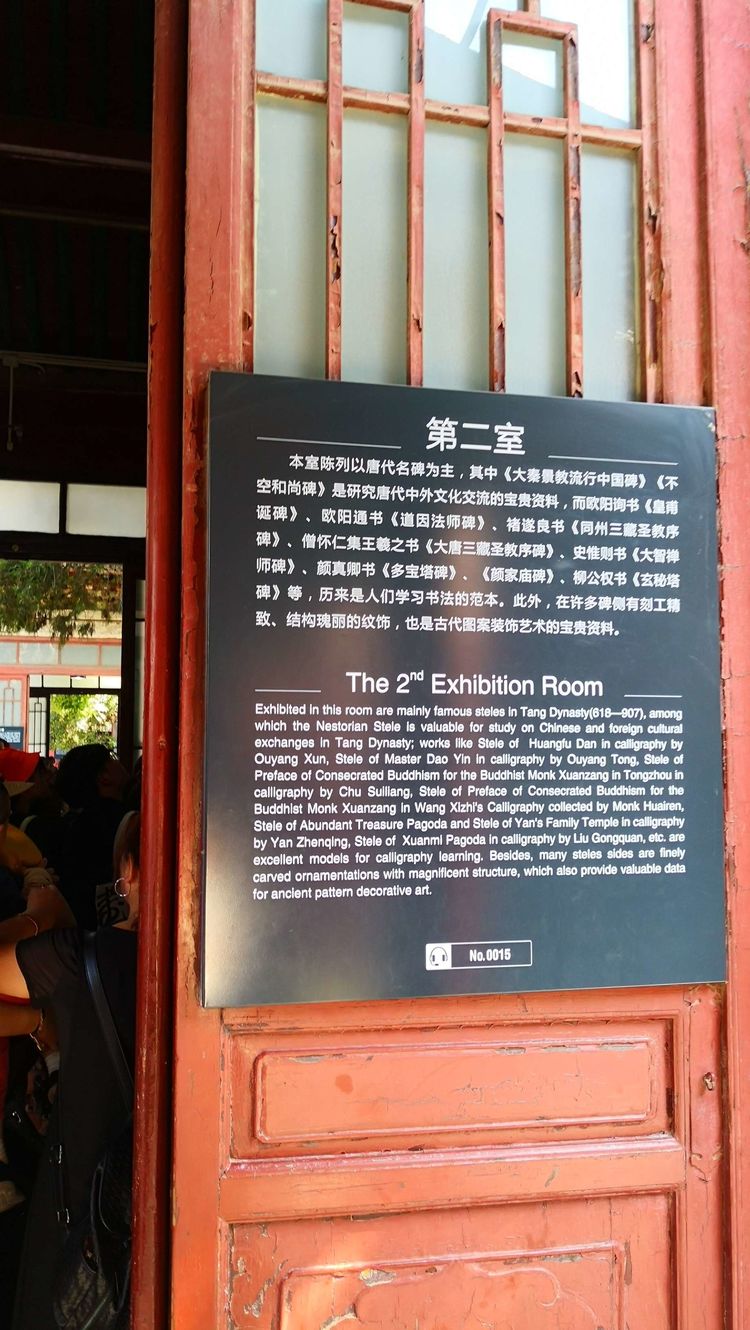 第二室
本室陈列以唐代名碑为主，其中《大秦景教流行中国碑》《不
空和尚碑》是研究唐代中外文化交流的宝贵资料，而欧阳询书《皇甫
诞碑》、欧阳通书《道因法师碑》、褚遂良书《同州三藏圣教序
碑》、僧怀仁集王羲之书《大唐三藏圣教序碑》、史惟则书《大智禅
师碑》、颜真卿书《多宝塔碑》、《颜家庙碑》、柳公权书《玄秘塔
碑》等，历来是人们学习书法的范本。此外，在许多碑侧有刻工精
致、结构瑰丽的纹饰，也是古代图案装饰艺术的宝贵资料。
The 2nd Exhibition Room
Exhibited in this room are mainly famous steles in Tang Dynasty(618—907), among
which the Nestorian Stele is valuable for study on Chinese and foreign cultural
exchanges in Tang Dynasty; works like Stele of Huangfu Dan in calligraphy by
Ouyang Xun, Stele of Master Dao Yin in calligraphy by Ouyang Tong, Stele of
Preface of Consecrated Buddhism for the Buddhist Monk Xuanzang in Tongzhou in
calligraphy by Chu Suiliang, Stele of Preface of Consecrated Buddhism for the
Buddhist Monk Xuanzang in Wang Xizhi's Calligraphy collected by Monk Huairen,
Stele of Abundant Treasure Pagoda and Stele of Yan's Family Temple in calligraphy
by Yan Zhenqing, Stele of Xuanmi Pagoda in calligraphy by Liu Gongquan, etc. are
excellent models for calligraphy learning. Besides, many steles sides are finely
carved ornamentations with magnificent structure, which also provide valuable data
for ancient pattern decorative art.
No.0015